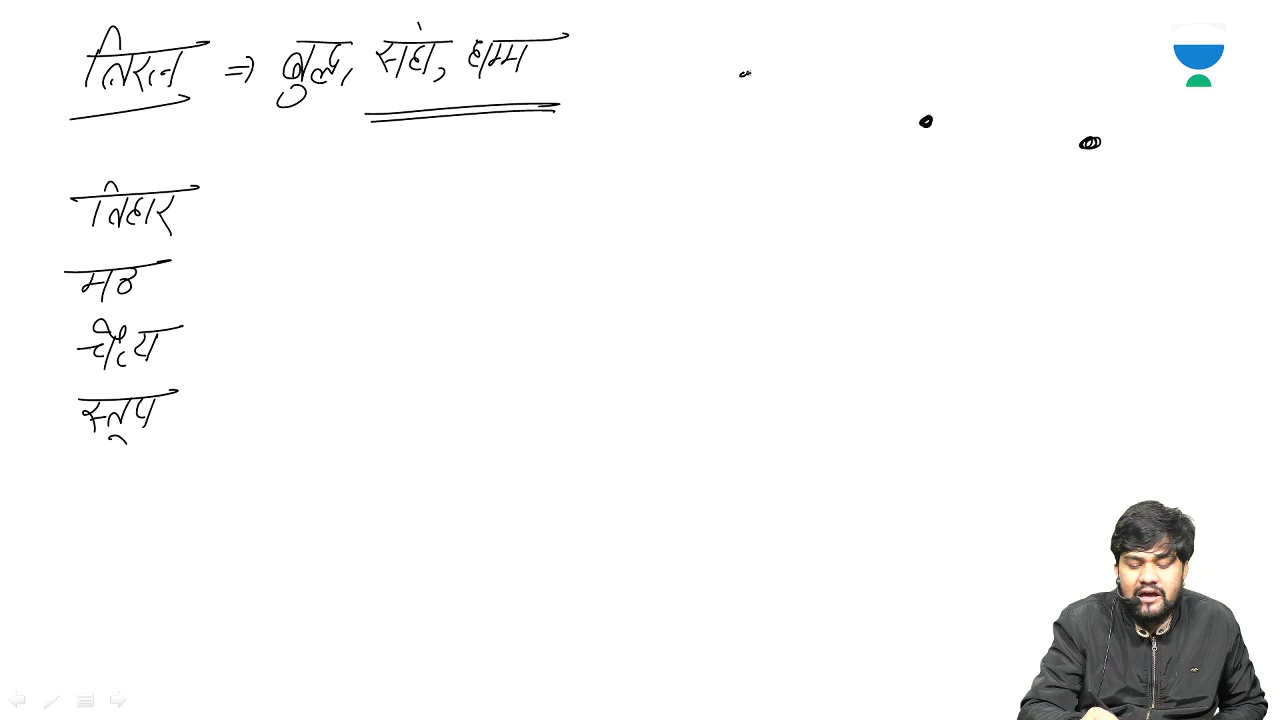 त्रिरत्न ⇒ बुद्ध, संघ, धम्म
विहार
मठ
चैत्य
स्तूप